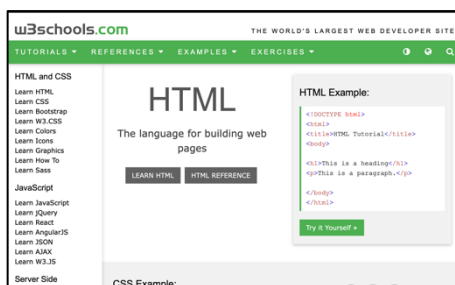 w3schools.com
THE WORLD'S LARGEST WEB DEVELOPER SITE
TUTORIALS REFERENCES EXAMPLES EXERCISES
HTML and CSS
Learn HTML
Learn CSS
Learn Bootstrap
Learn W3.CSS
Learn Colors
Learn Icons
Learn Graphics
Learn How To
Learn Sass
JavaScript
Learn JavaScript
Learn jQuery
Learn React
Learn AngularJS
Learn JSON
Learn AJAX
Learn W3.JS
Server Side
HTML
The language for building web
pages
LEARN HTML HTML REFERENCE
HTML Example:
<!DOCTYPE html>
<html>
<title>HTML Tutorial</title>
<body>
<h1>This is a heading</h1>
<p>This is a paragraph.</p>
</body>
</html>
Try it Yourself »
CSS Example: